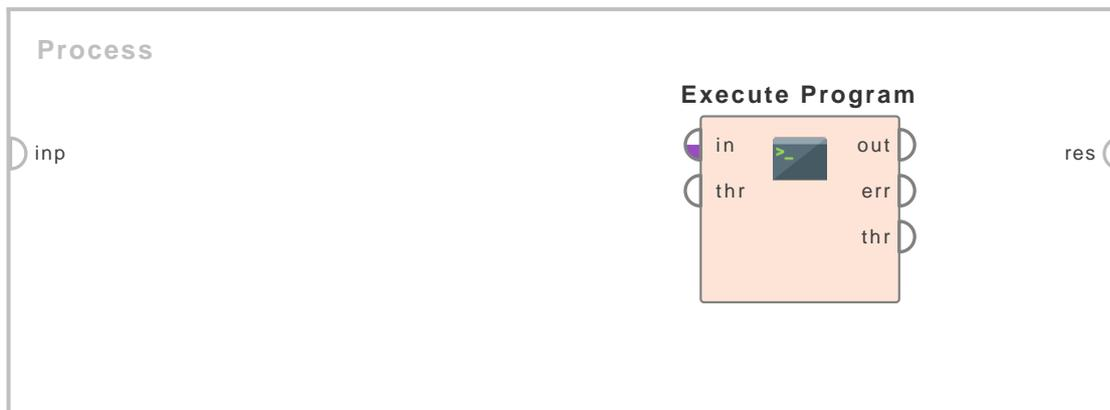 Process
Execute Program
inp
in
>_
out
res
thr
err
thr